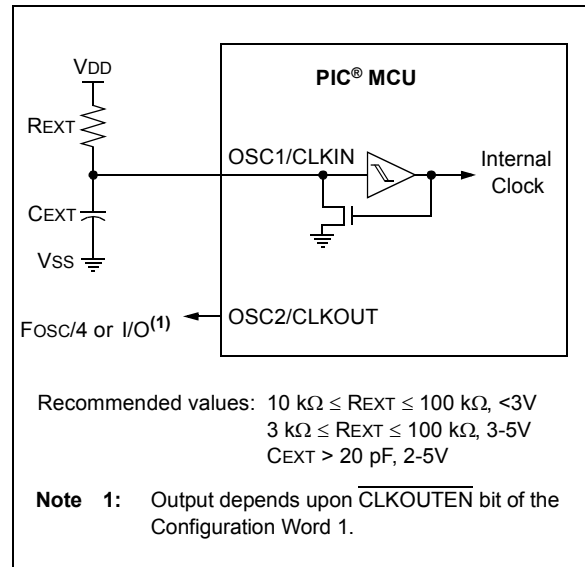 VDD
PIC® MCU
REXT
OSC1/CLKIN
Internal
Clock
CEXT
VSS
OSC2/CLKOUT
FOSC/4 or I/O(1)
Recommended values: 10 kΩ ≤ REXT ≤ 100 kΩ, <3V
3 kΩ ≤ REXT ≤ 100 kΩ, 3-5V
CEXT > 20 pF, 2-5V
Note 1: Output depends upon CLKOUTEN bit of the
Configuration Word 1.